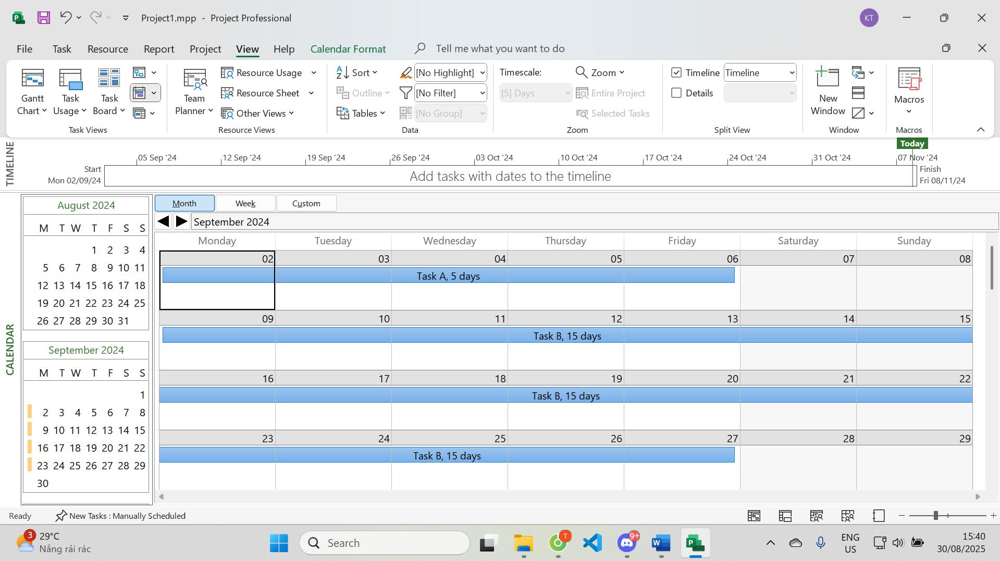 Project1.mpp - Project Professional
KT
File Task Resource Report Project View Help Calendar Format Tell me what you want to do
Gantt Chart
Task Usage
Task Board
Task Views
Team Planner
Resource Usage
Resource Sheet
Other Views
Resource Views
Sort
Outline
Tables
[No Highlight]
[No Filter]
[No Group]
Data
Timescale:
[5] Days
Zoom
Entire Project
Selected Tasks
Zoom
Timeline Timeline
Details
Split View
New Window
Window
Macros
Macros
TIMELINE
Today
05 Sep '24 12 Sep '24 19 Sep '24 26 Sep '24 03 Oct '24 10 Oct '24 17 Oct '24 24 Oct '24 31 Oct '24 07 Nov '24
Start
Mon 02/09/24
Add tasks with dates to the timeline
Finish
Fri 08/11/24
CALENDAR
August 2024
M T W T F S S
1 2 3 4
5 6 7 8 9 10 11
12 13 14 15 16 17 18
19 20 21 22 23 24 25
26 27 28 29 30 31
September 2024
M T W T F S S
1
2 3 4 5 6 7 8
9 10 11 12 13 14 15
16 17 18 19 20 21 22
23 24 25 26 27 28 29
30
Month Week Custom
September 2024
Monday Tuesday Wednesday Thursday Friday Saturday Sunday
02 03 04 05 06 07 08
Task A, 5 days
09 10 11 12 13 14 15
Task B, 15 days
16 17 18 19 20 21 22
Task B, 15 days
23 24 25 26 27 28 29
Task B, 15 days
Ready New Tasks : Manually Scheduled
3
29°C
Nắng rải rác
Search
T
9+
ENG
US
15:40
30/08/2025